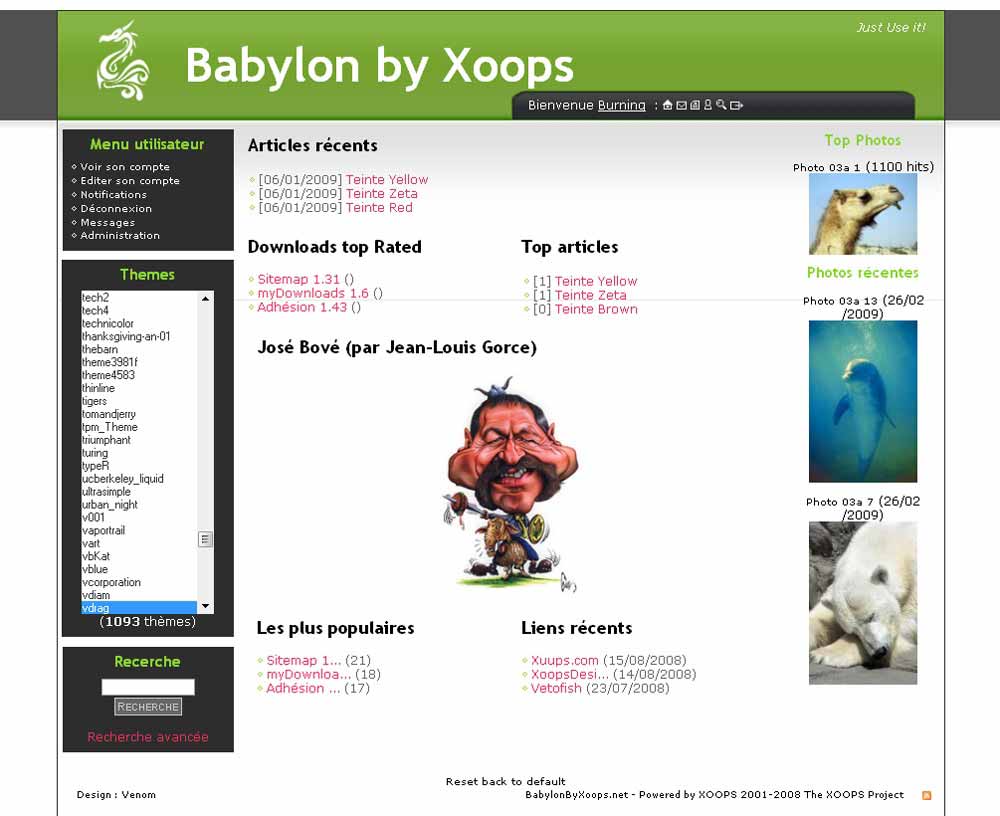 Just Use it!
Babylon by Xoops
Bienvenue Burning :
Menu utilisateur
Voir son compte
Editer son compte
Notifications
Déconnexion
Messages
Administration
Themes
tech2
tech4
technicolor
thanksgiving-an-01
thebarn
theme3981f
theme4583
thinline
tigers
tomandjerry
tpm_Theme
triumphant
turing
typeR
ucberkeley_liquid
ultrasimple
urban_night
v001
vaportrail
vart
vbKat
vblue
vcorporation
vdiam
vdrag
(1093 thèmes)
Recerche
RECHERCHE
Recherche avancée
Articles récents
[06/01/2009] Teinte Yellow
[06/01/2009] Teinte Zeta
[06/01/2009] Teinte Red
Downloads top Rated
Sitemap 1.31 ()
myDownloads 1.6 ()
Adhésion 1.43 ()
Top articles
[1] Teinte Yellow
[1] Teinte Zeta
[0] Teinte Brown
José Bové (par Jean-Louis Gorce)
Les plus populaires
Sitemap 1... (21)
myDownloa... (18)
Adhésion ... (17)
Liens récents
Xuups.com (15/08/2008)
XoopsDesi... (14/08/2008)
Vetofish (23/07/2008)
Top Photos
Photo 03a 1 (1100 hits)
Photos récentes
Photo 03a 13 (26/02
/2009)
Photo 03a 7 (26/02
/2009)
Reset back to default
Design : Venom
BabylonByXoops.net - Powered by XOOPS 2001-2008 The XOOPS Project